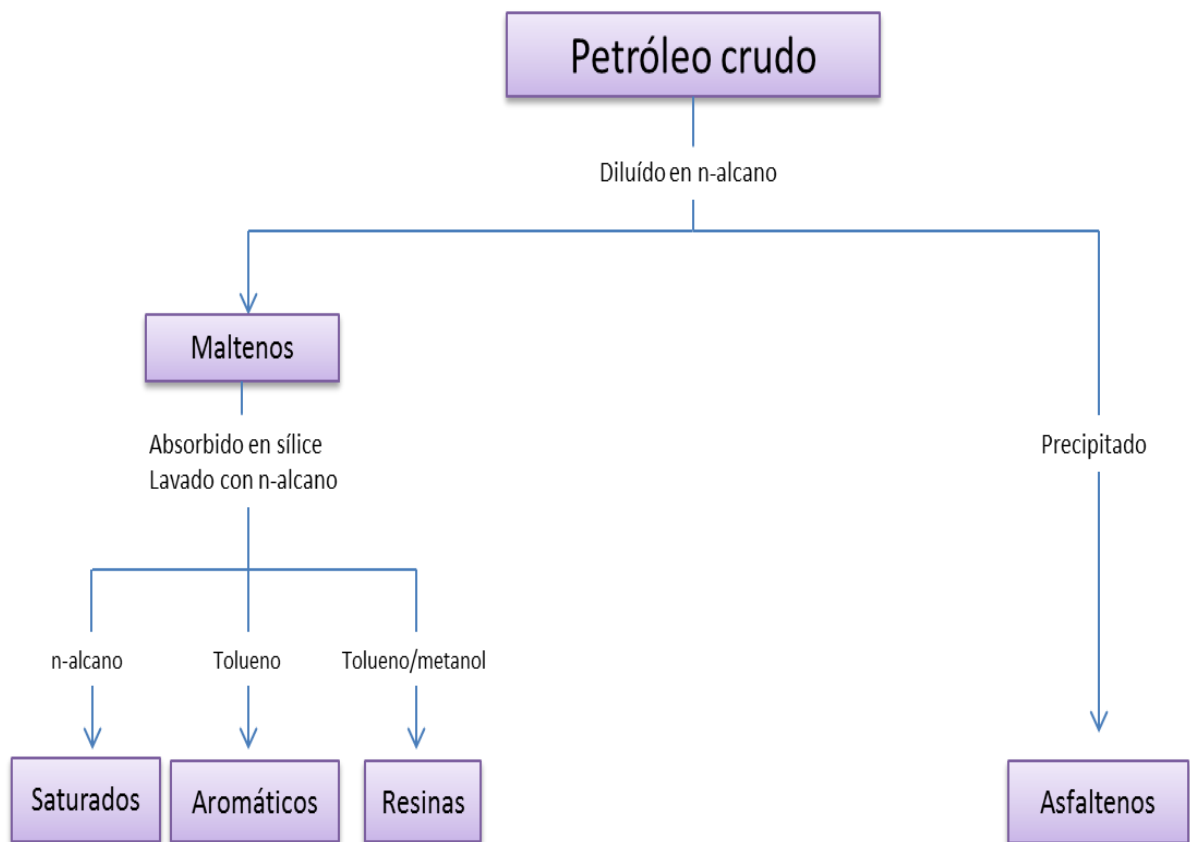 Petróleo crudo
Diluído en n-alcano
Maltenos
Absorbido en sílice
Lavado con n-alcano
Precipitado
n-alcano
Tolueno
Tolueno/metanol
Saturados
Aromáticos
Resinas
Asfaltenos